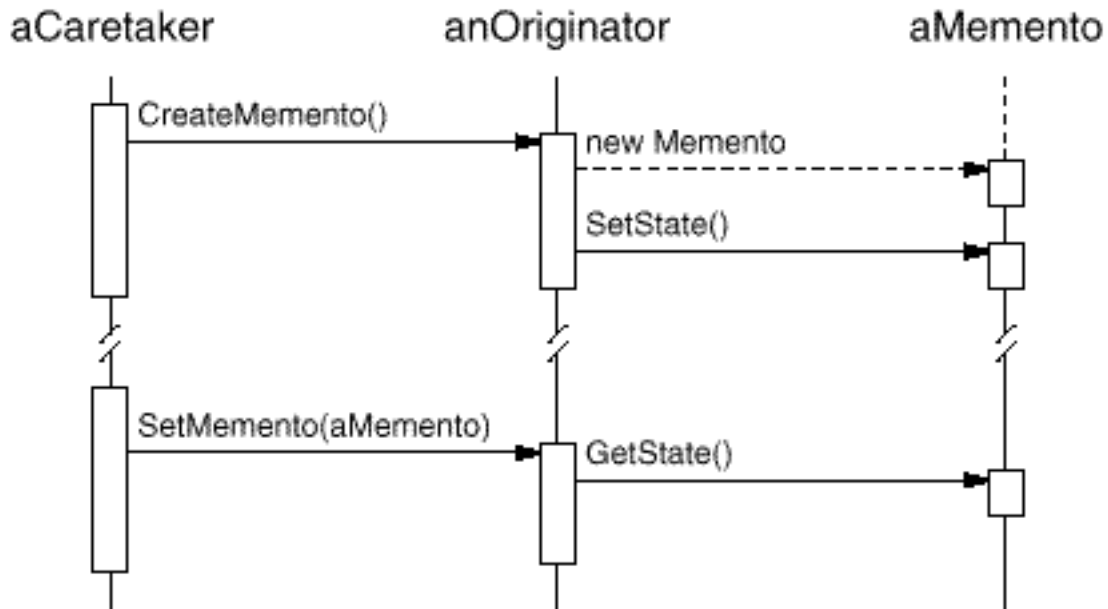 aCaretaker
anOriginator
aMemento
CreateMemento()
new Memento
SetState()
SetMemento(aMemento)
GetState()